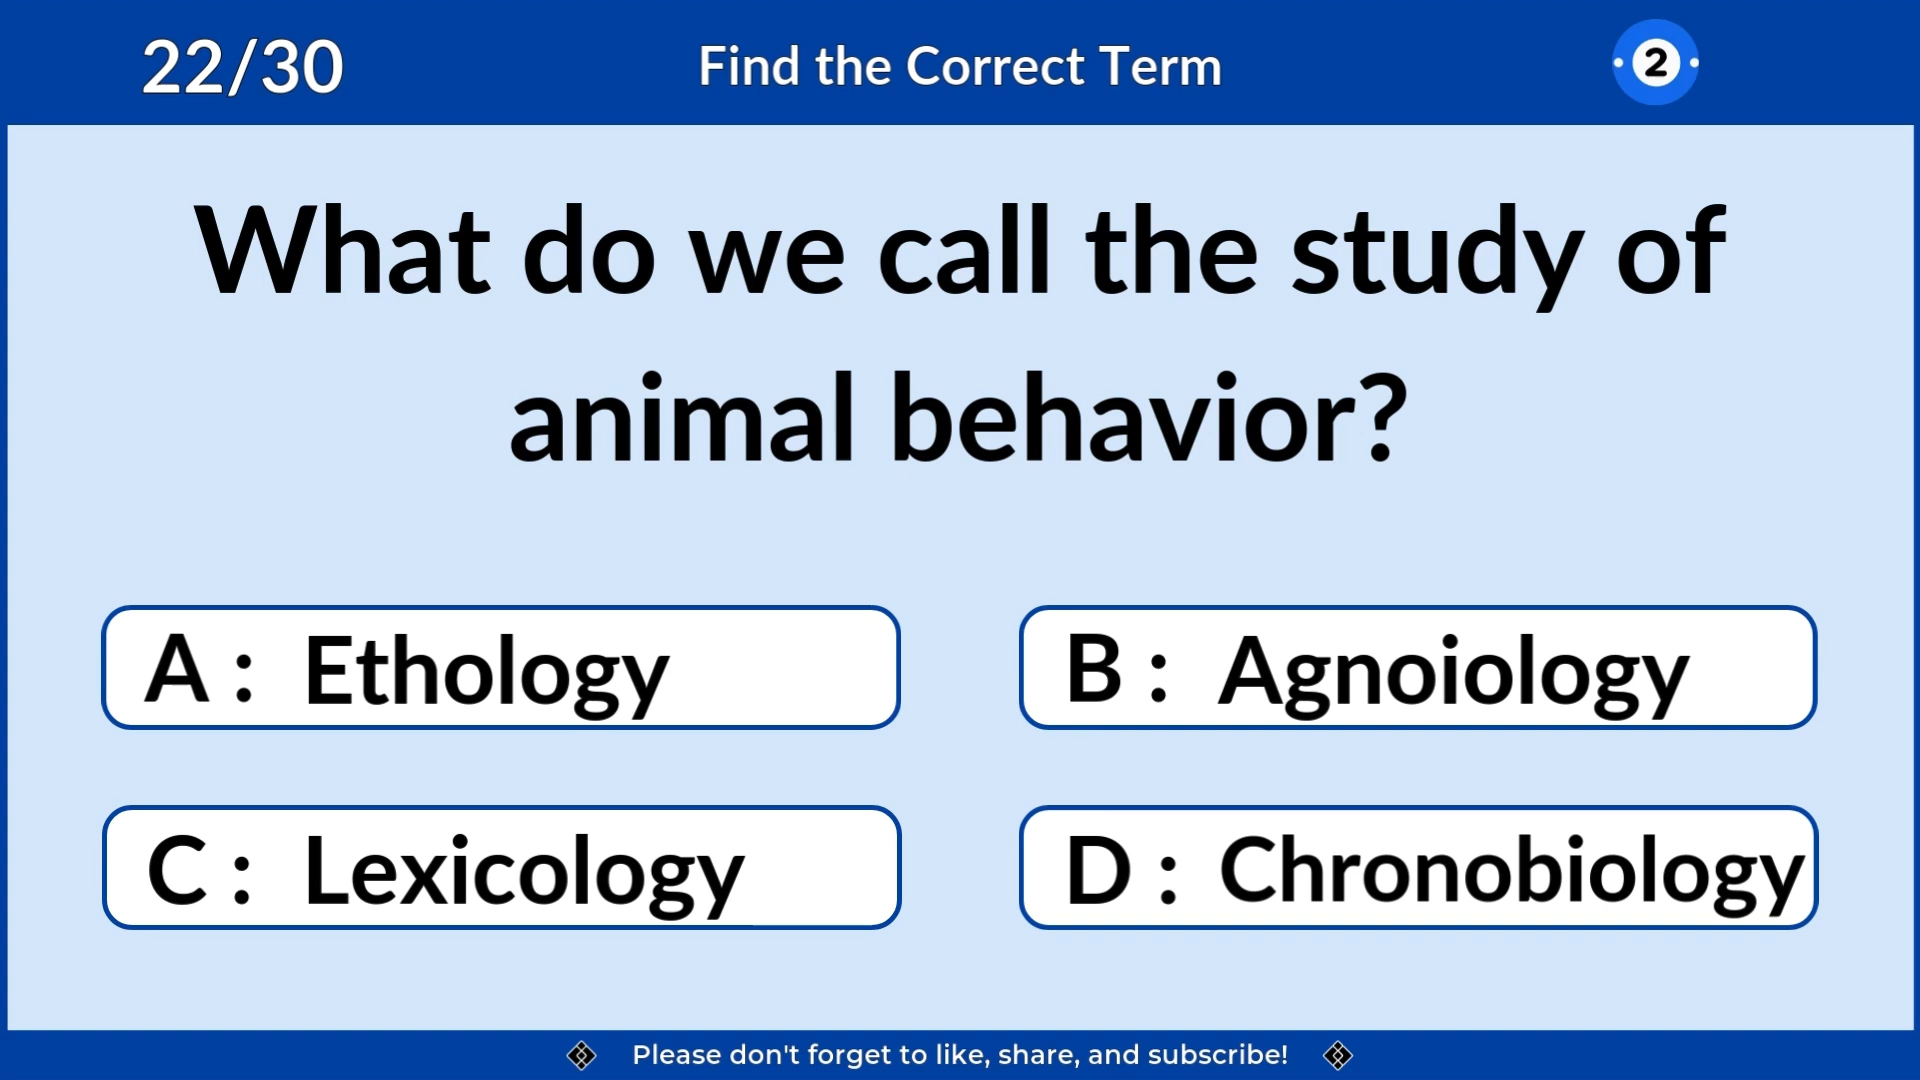 22/30
Find the Correct Term
2
What do we call the study of
animal behavior?
A : Ethology
B : Agnoiology
C : Lexicology
D : Chronobiology
Please don't forget to like, share, and subscribe!